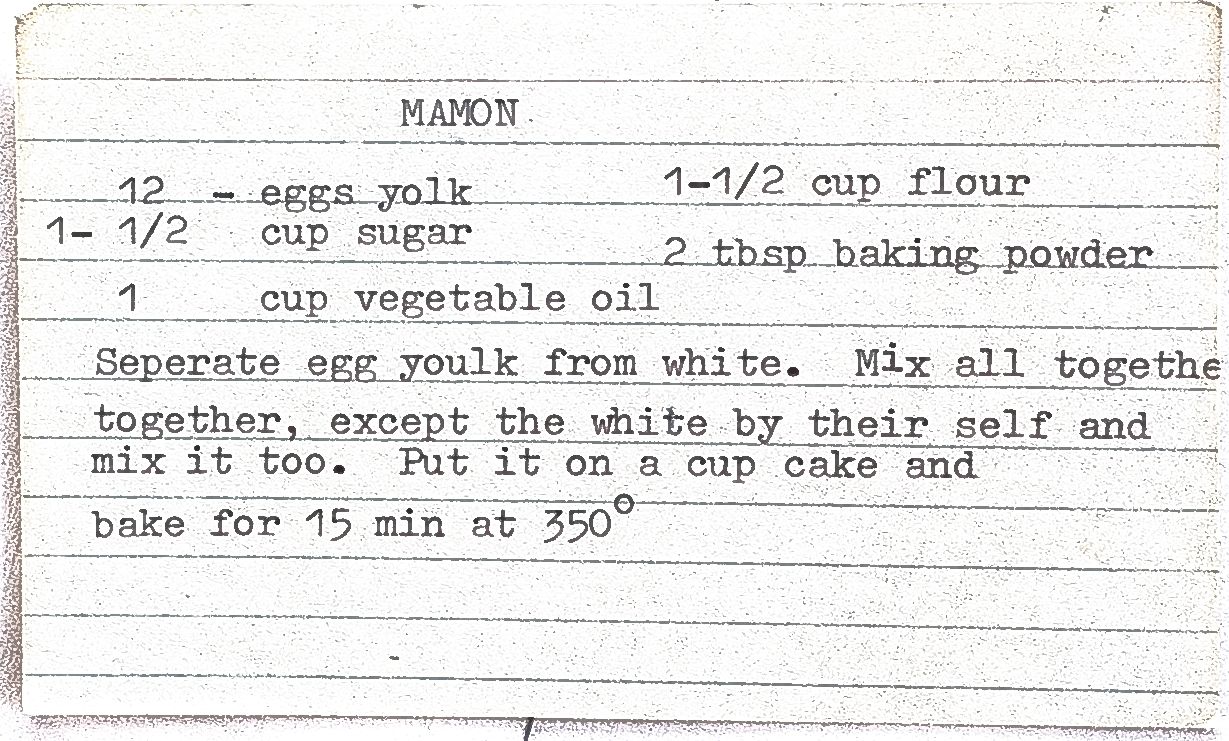 MAMON
12 - eggs yolk 1-1/2 cup flour
1- 1/2 cup sugar
2 tbsp baking powder
1 cup vegetable oil
Seperate egg youlk from white. Mix all togethe
together, except the white by their self and
mix it too. Put it on a cup cake and
bake for 15 min at 350°